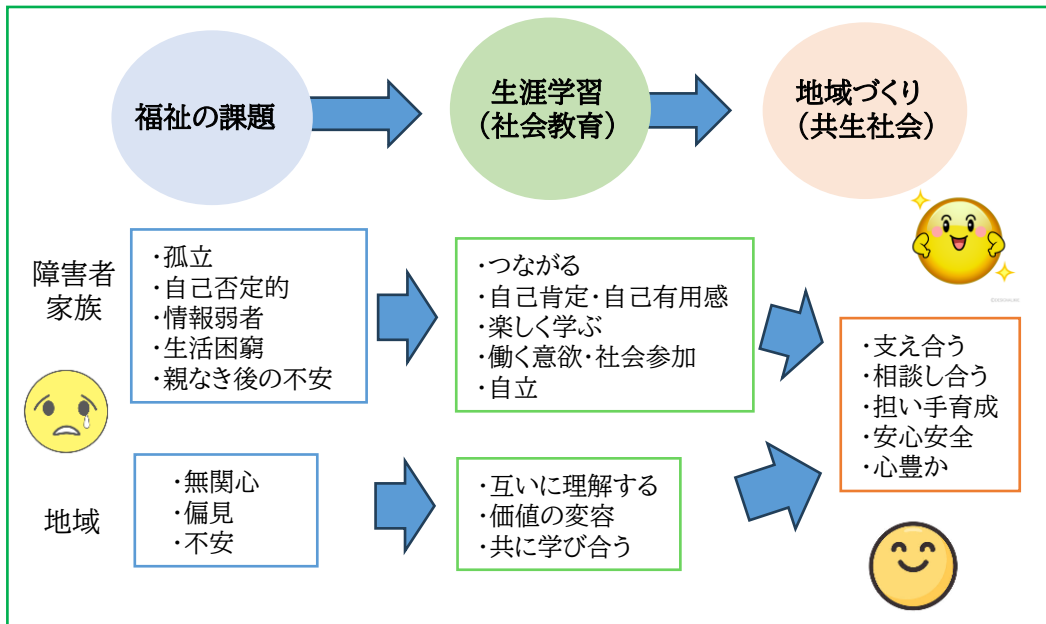 福祉の課題
生涯学習
（社会教育）
地域づくり
（共生社会）
障害者
家族
・孤立
・自己否定的
・情報弱者
・生活困窮
・親なき後の不安
・つながる
・自己肯定・自己有用感
・楽しく学ぶ
・働く意欲・社会参加
・自立
・支え合う
・相談し合う
・担い手育成
・安心安全
・心豊か
地域
・無関心
・偏見
・不安
・互いに理解する
・価値の変容
・共に学び合う